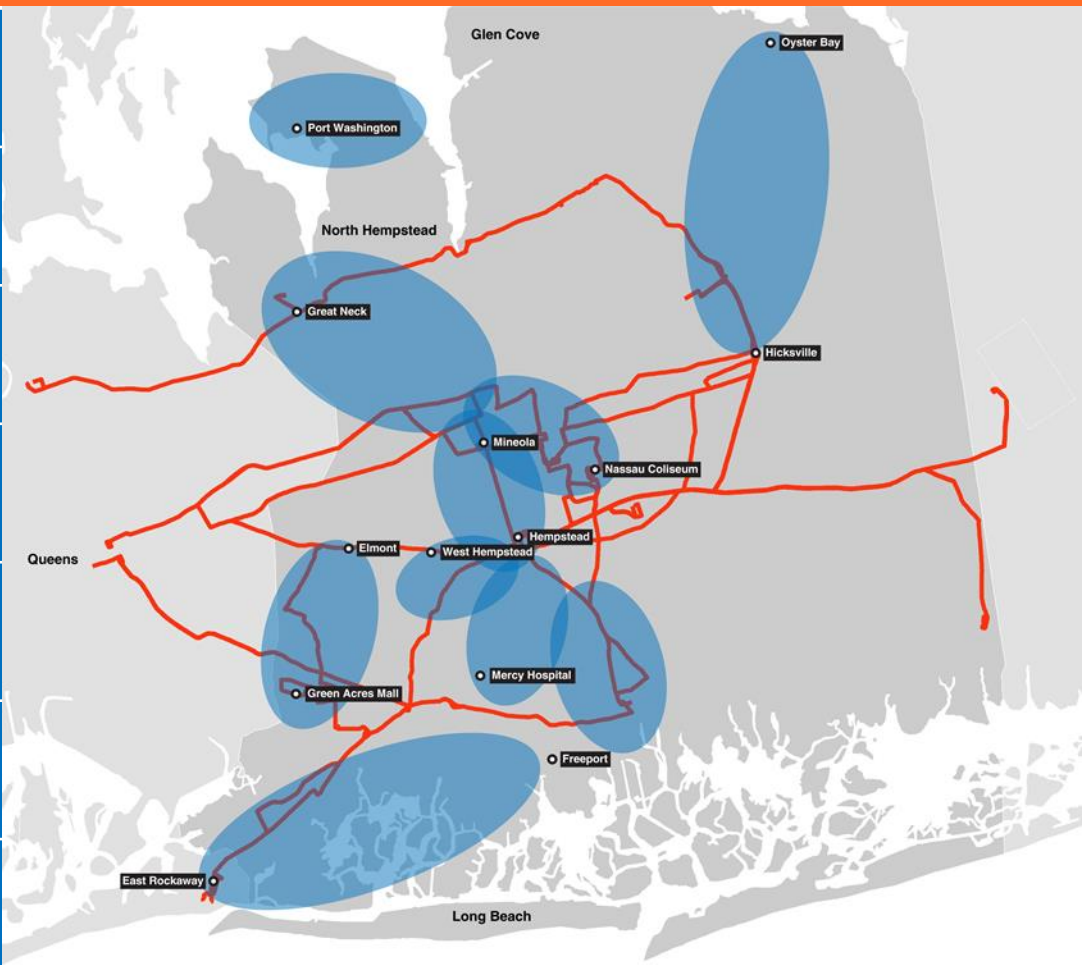 Glen Cove
Oyster Bay
Port Washington
North Hempstead
Great Neck
Hicksville
Mineola
Nassau Coliseum
Hempstead
Elmont
West Hempstead
Queens
Mercy Hospital
Green Acres Mall
Freeport
East Rockaway
Long Beach